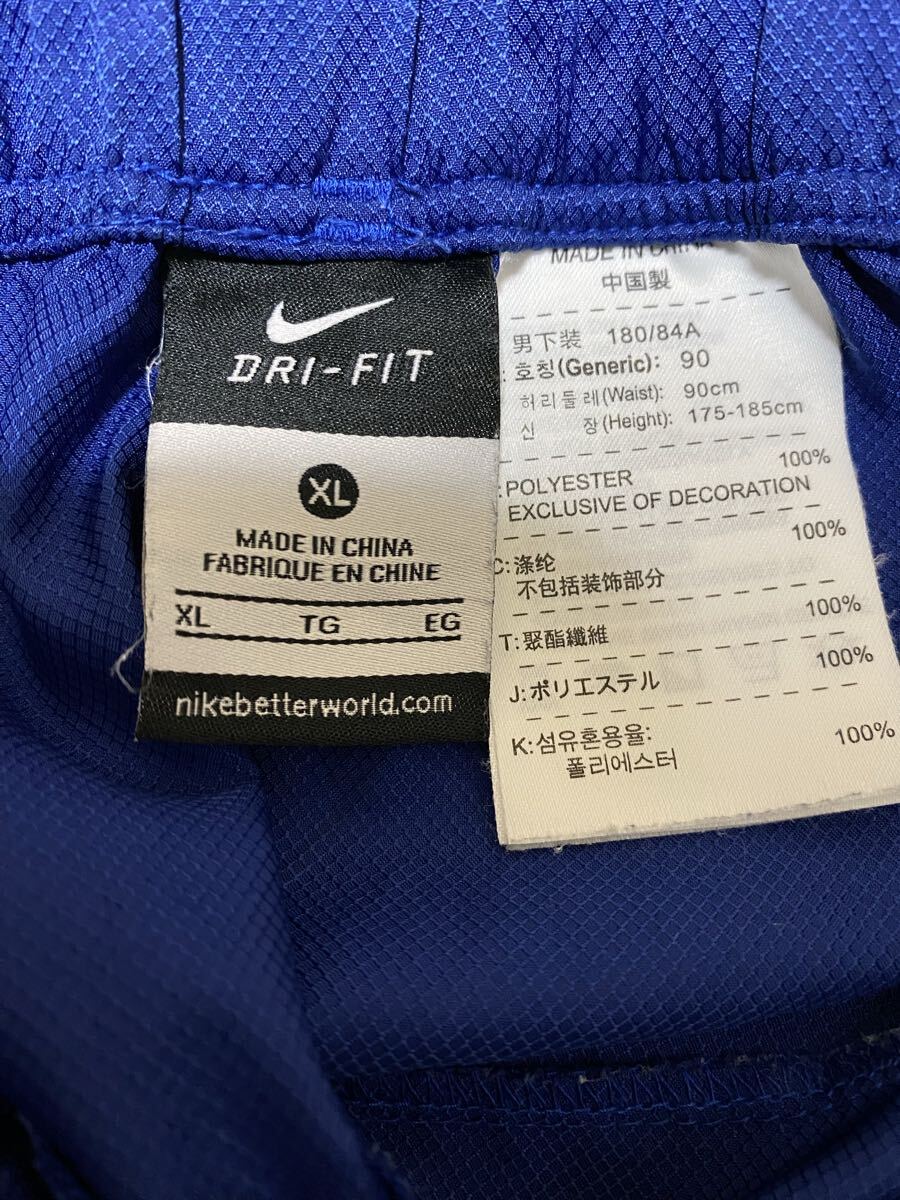 DRI-FIT
XL
MADE IN CHINA
FABRIQUE EN CHINE
XL TG EG
nikebetterworld.com
MADE IN CHINA
中国製
男下装 180/84A
호칭(Generic): 90
허리둘레(Waist): 90cm
신 장(Height): 175-185cm
100%
:POLYESTER
EXCLUSIVE OF DECORATION
100%
C:涤纶
不包括装饰部分
100%
T:聚酯纖維
100%
J:ポリエステル
K:섬유혼용율: 100%
폴리에스터